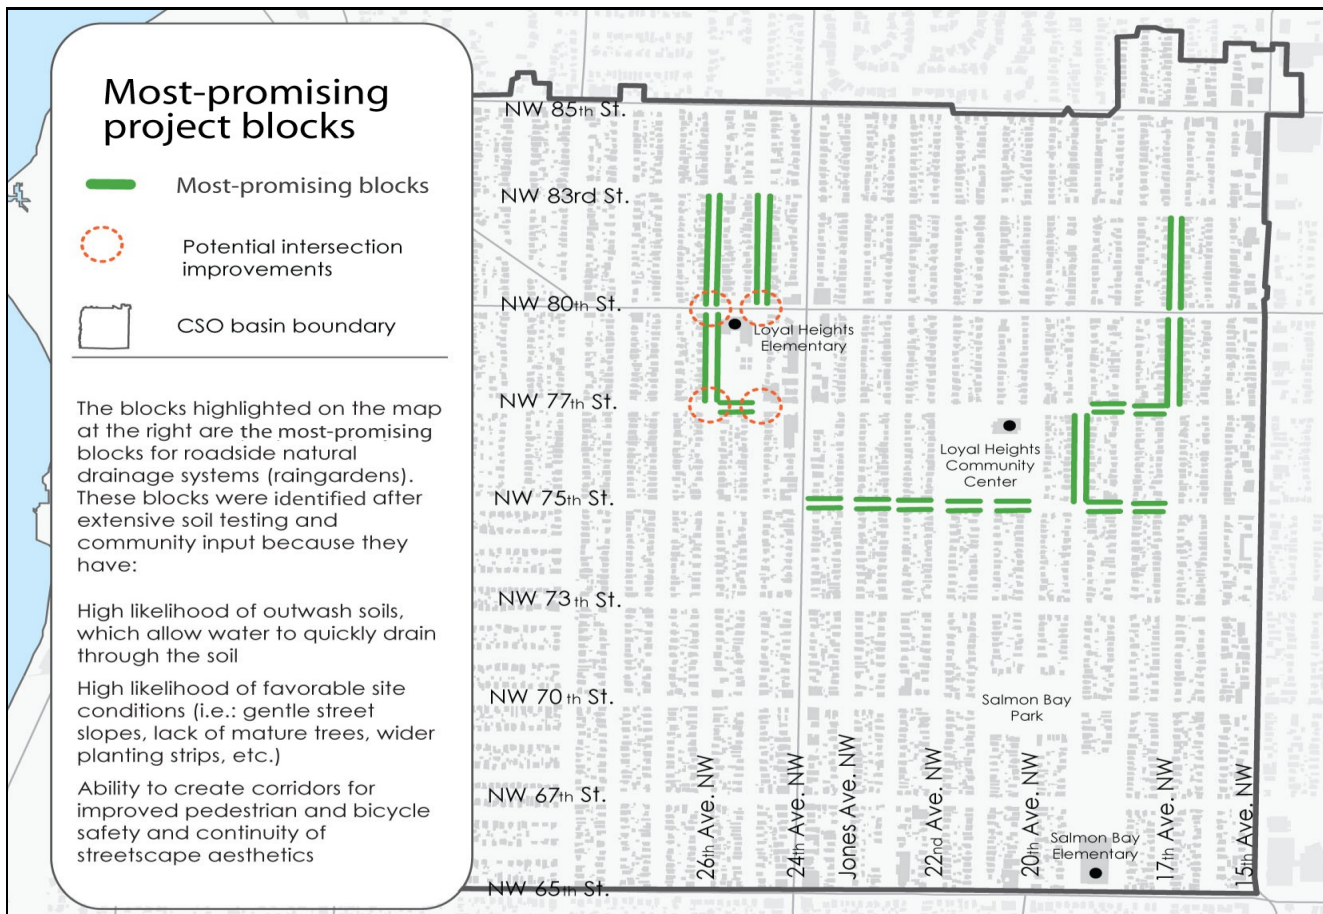 Most-promising
project blocks
Most-promising blocks
Potential intersection
improvements
CSO basin boundary
The blocks highlighted on the map
at the right are the most-promising
blocks for roadside natural
drainage systems (raingardens).
These blocks were identified after
extensive soil testing and
community input because they
have:
High likelihood of outwash soils,
which allow water to quickly drain
through the soil
High likelihood of favorable site
conditions (i.e.: gentle street
slopes, lack of mature trees, wider
planting strips, etc.)
Ability to create corridors for
improved pedestrian and bicycle
safety and continuity of
streetscape aesthetics
NW 85th St.
NW 83rd St.
NW 80th St.
Loyal Heights
Elementary
NW 77th St.
Loyal Heights
Community
Center
NW 75th St.
NW 73th St.
NW 70th St.
Salmon Bay
Park
NW 67th St.
26th Ave. NW
24th Ave. NW
Jones Ave. NW
22nd Ave. NW
20th Ave. NW
Salmon Bay
Elementary
17th Ave. NW
15th Ave. NW
NW 65th St.